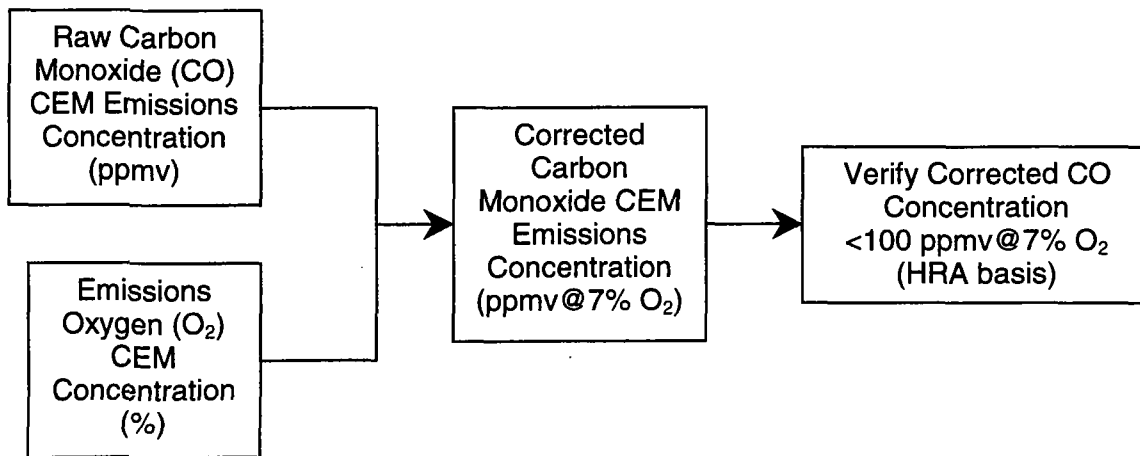 Raw Carbon
Monoxide (CO)
CEM Emissions
Concentration
(ppmv)
Emissions
Oxygen (O₂)
CEM
Concentration
(%)
Corrected
Carbon
Monoxide CEM
Emissions
Concentration
(ppmv@7% O₂)
Verify Corrected CO
Concentration
<100 ppmv@7% O₂
(HRA basis)